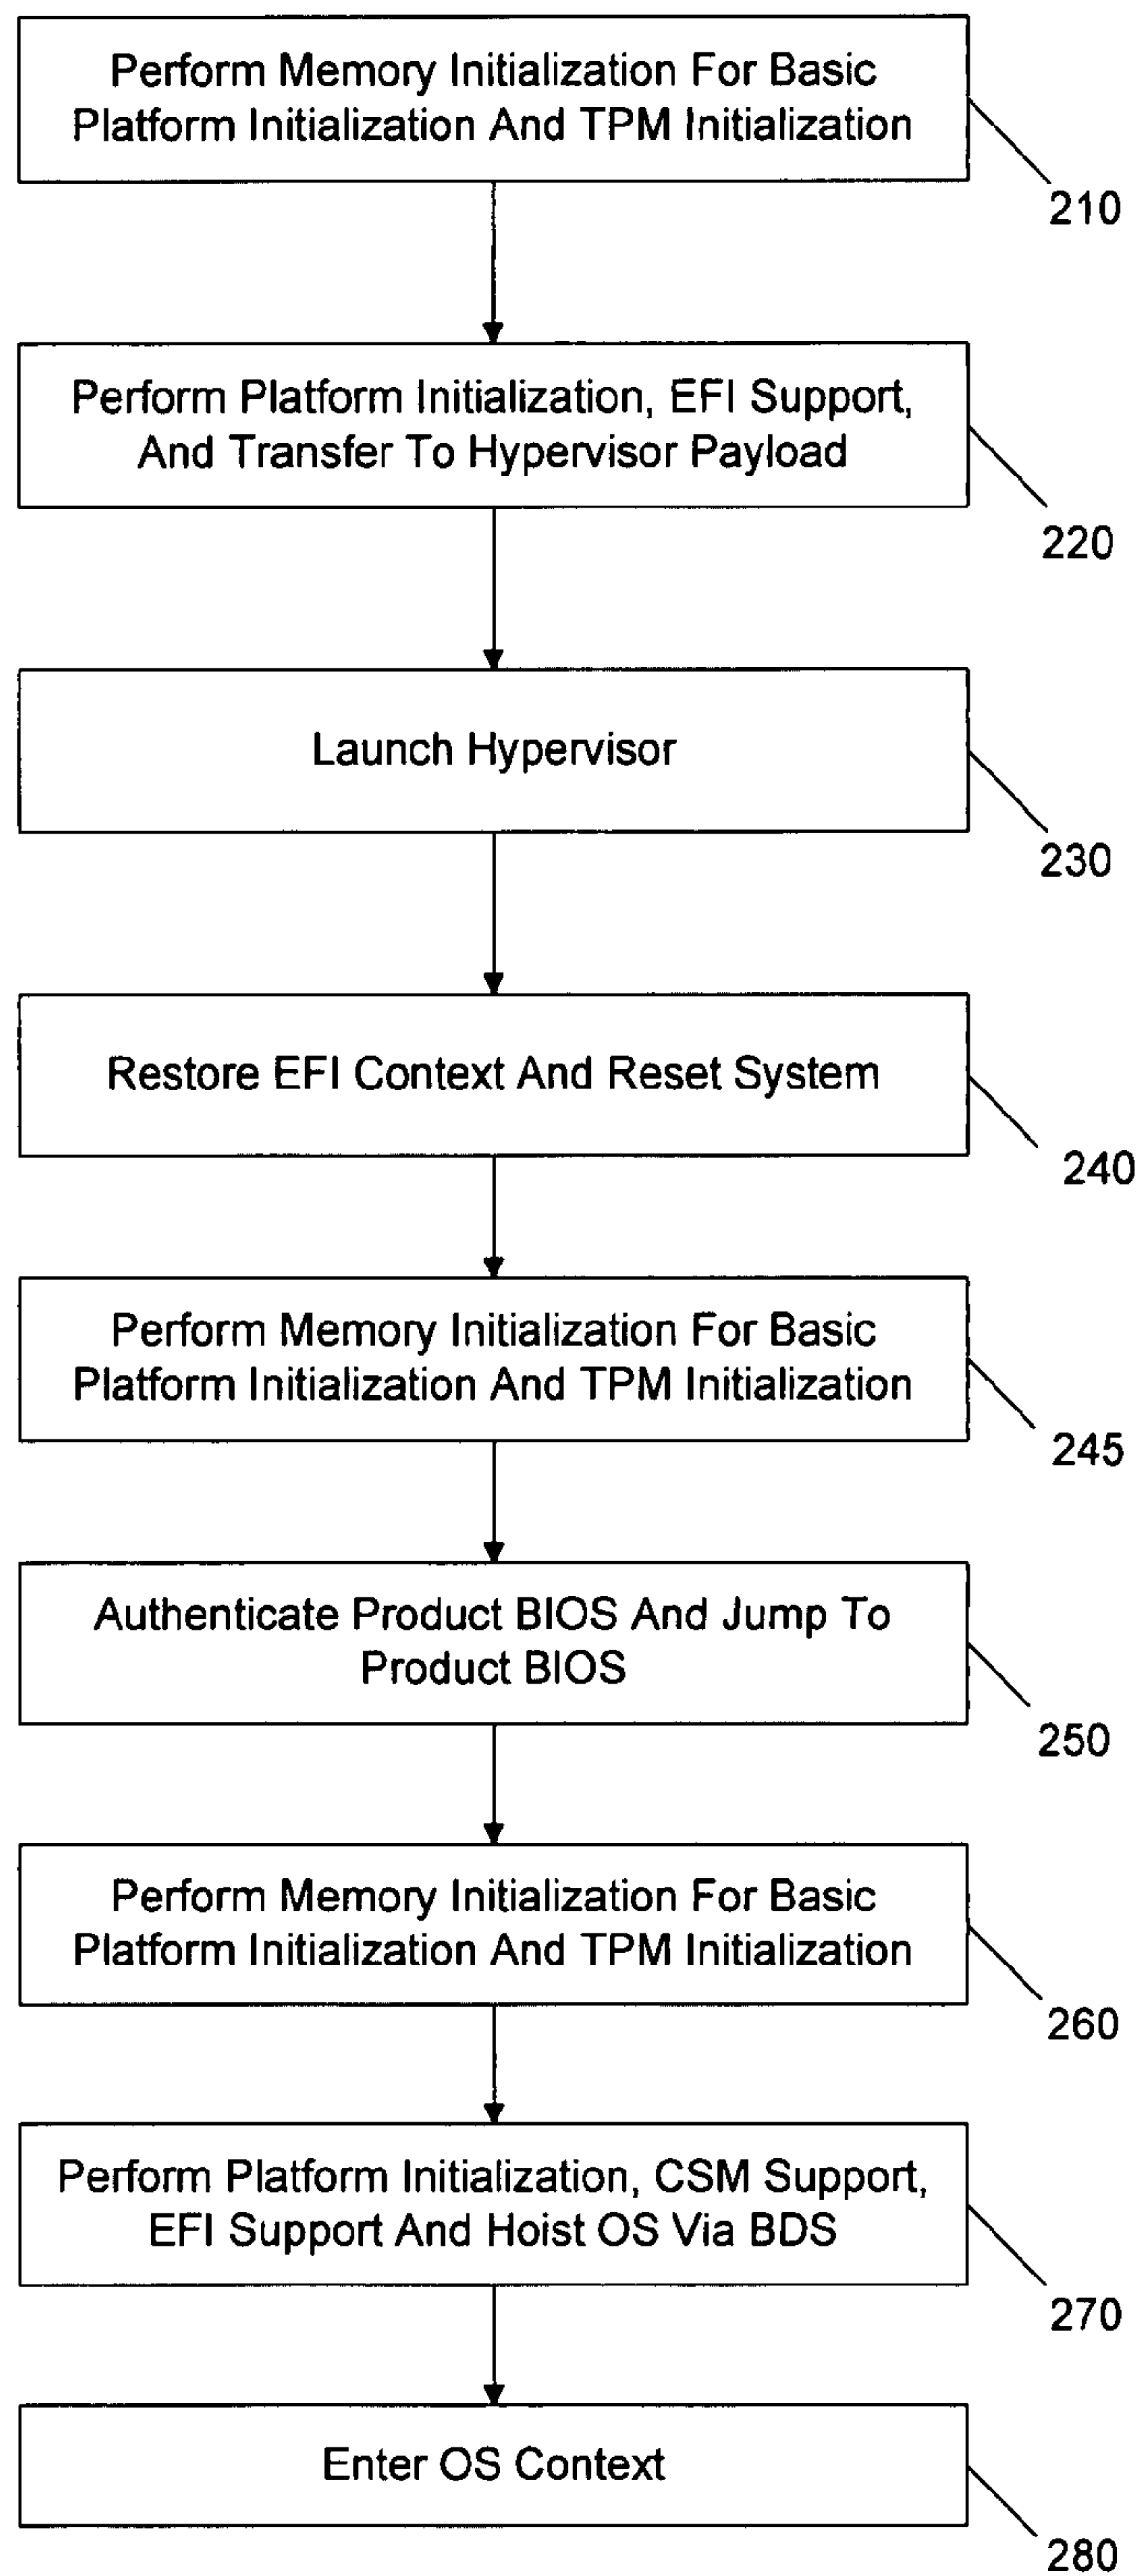 Perform Memory Initialization For Basic
Platform Initialization And TPM Initialization
210
Perform Platform Initialization, EFI Support,
And Transfer To Hypervisor Payload
220
Launch Hypervisor
230
Restore EFI Context And Reset System
240
Perform Memory Initialization For Basic
Platform Initialization And TPM Initialization
245
Authenticate Product BIOS And Jump To
Product BIOS
250
Perform Memory Initialization For Basic
Platform Initialization And TPM Initialization
260
Perform Platform Initialization, CSM Support,
EFI Support And Hoist OS Via BDS
270
Enter OS Context
280